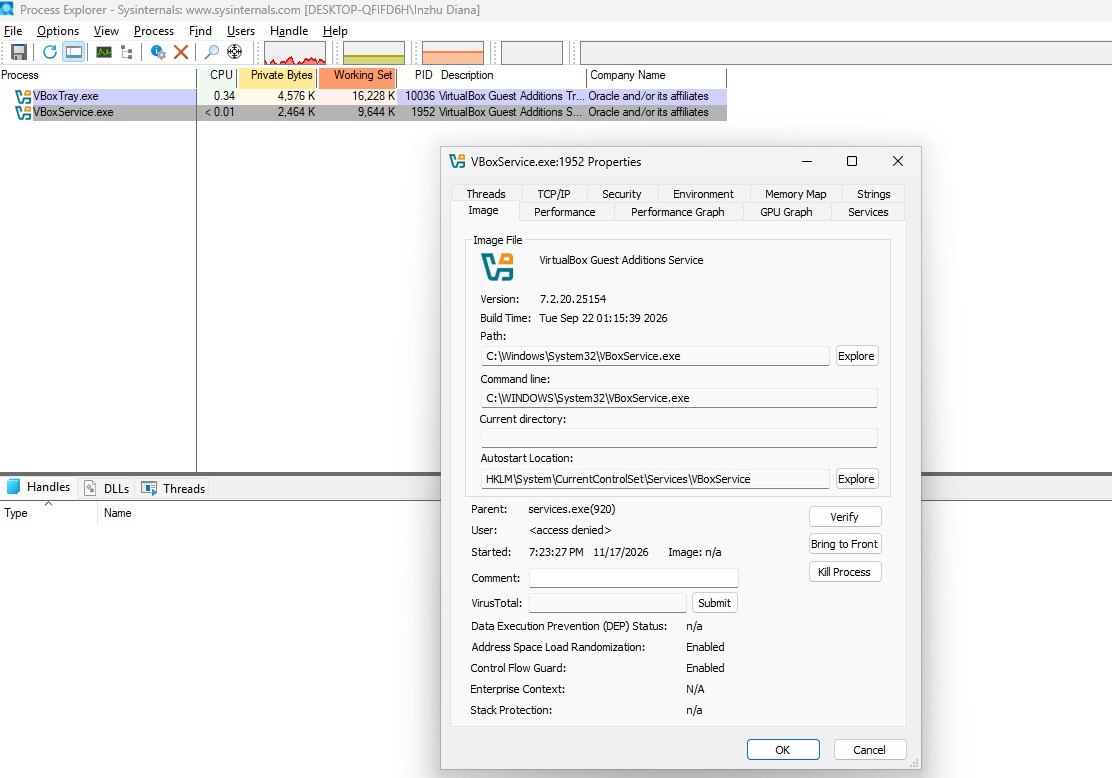 Process Explorer - Sysinternals: www.sysinternals.com [DESKTOP-QFIFD6H\Inzhu Diana]
File Options View Process Find Users Handle Help
Process CPU Private Bytes Working Set PID Description Company Name
VBoxTray.exe 0.34 4,576 K 16,228 K 10036 VirtualBox Guest Additions Tr... Oracle and/or its affiliates
VBoxService.exe < 0.01 2,464 K 9,644 K 1952 VirtualBox Guest Additions S... Oracle and/or its affiliates
VBoxService.exe:1952 Properties
Threads TCP/IP Security Environment Memory Map Strings
Image Performance Performance Graph GPU Graph Services
Image File
VirtualBox Guest Additions Service
Version: 7.2.20.25154
Build Time: Tue Sep 22 01:15:39 2026
Path:
C:\Windows\System32\VBoxService.exe Explore
Command line:
C:\WINDOWS\System32\VBoxService.exe
Current directory:
Autostart Location:
HKLM\System\CurrentControlSet\Services\VBoxService Explore
Parent: services.exe(920)
Verify
User: <access denied>
Bring to Front
Started: 7:23:27 PM 11/17/2026 Image: n/a
Kill Process
Comment:
VirusTotal: Submit
Data Execution Prevention (DEP) Status: n/a
Address Space Load Randomization: Enabled
Control Flow Guard: Enabled
Enterprise Context: N/A
Stack Protection: n/a
OK Cancel
Handles DLLs Threads
Type Name